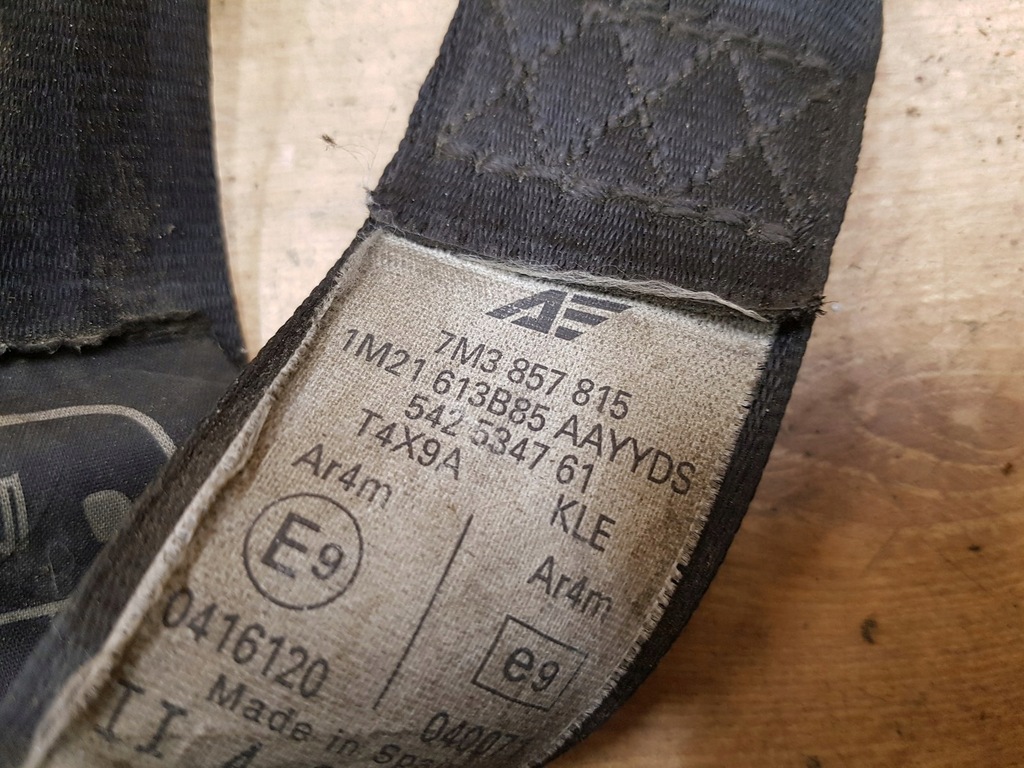 AE
7M3 857 815
1M21 613B85 AAYYDS
542 5347 61
T4X9A KLE
Ar4m Ar4m
E9 e9
0416120
Made in
II